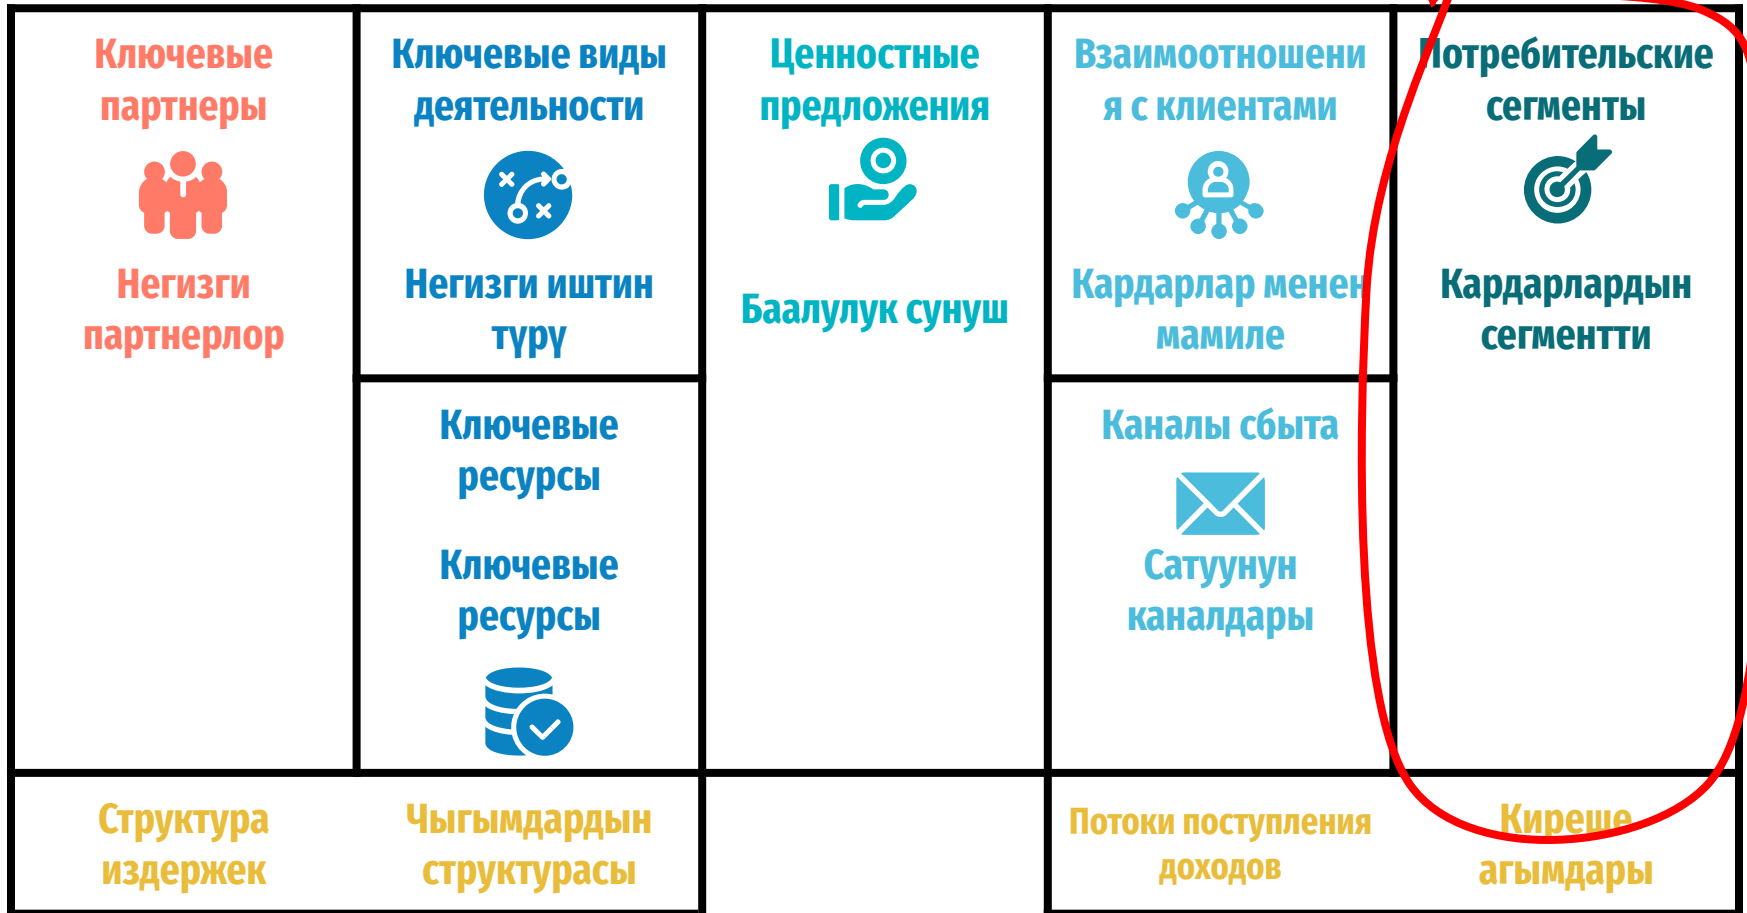 Ключевые
партнеры
Негизги
партнерлор
Ключевые виды
деятельности
Негизги иштин
түрү
Ключевые
ресурсы
Ключевые
ресурсы
Ценностные
предложения
Баалулук сунуш
Взаимоотношени
я с клиентами
Кардарлар менен
мамиле
Каналы сбыта
Сатуунун
каналдары
Потребительские
сегменты
Кардарлардын
сегментти
Структура
издержек
Чыгымдардын
структурасы
Потоки поступления
доходов
Киреше
агымдары